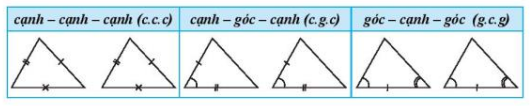 cạnh – cạnh – cạnh (c.c.c) cạnh – góc – cạnh (c.g.c) góc – cạnh – góc (g.c.g)